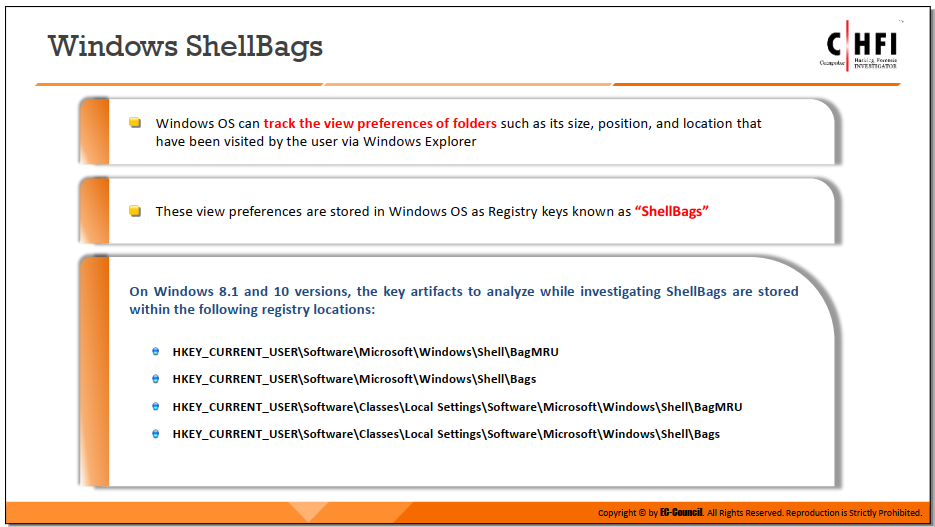 Windows ShellBags
C HFI
Computer Hacking Forensic
INVESTIGATOR
Windows OS can track the view preferences of folders such as its size, position, and location that
have been visited by the user via Windows Explorer
These view preferences are stored in Windows OS as Registry keys known as “ShellBags”
On Windows 8.1 and 10 versions, the key artifacts to analyze while investigating ShellBags are stored
within the following registry locations:
HKEY_CURRENT_USER\Software\Microsoft\Windows\Shell\BagMRU
HKEY_CURRENT_USER\Software\Microsoft\Windows\Shell\Bags
HKEY_CURRENT_USER\Software\Classes\Local Settings\Software\Microsoft\Windows\Shell\BagMRU
HKEY_CURRENT_USER\Software\Classes\Local Settings\Software\Microsoft\Windows\Shell\Bags
Copyright © by EC-Council. All Rights Reserved. Reproduction is Strictly Prohibited.